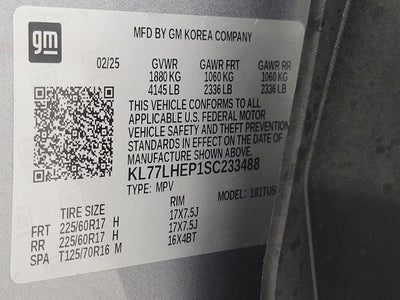 gm
MFD BY GM KOREA COMPANY
02/25 GVWR GAWR FRT GAWR RR
1880 KG 1060 KG 1060 KG
4145 LB 2336 LB 2336 LB
THIS VEHICLE CONFORMS TO ALL
APPLICABLE U.S. FEDERAL MOTOR
VEHICLE SAFETY AND THEFT PREVENTION
STANDARDS IN EFFECT ON THE DATE OF
MANUFACTURE SHOWN ABOVE.
KL77LHEP1SC233488
TYPE: MPV MODEL:
TIRE SIZE RIM
FRT 225/60R17 H 17X7.5J
RR 225/60R17 H 17X7.5J
SPA T125/70R16 M 16X4BT